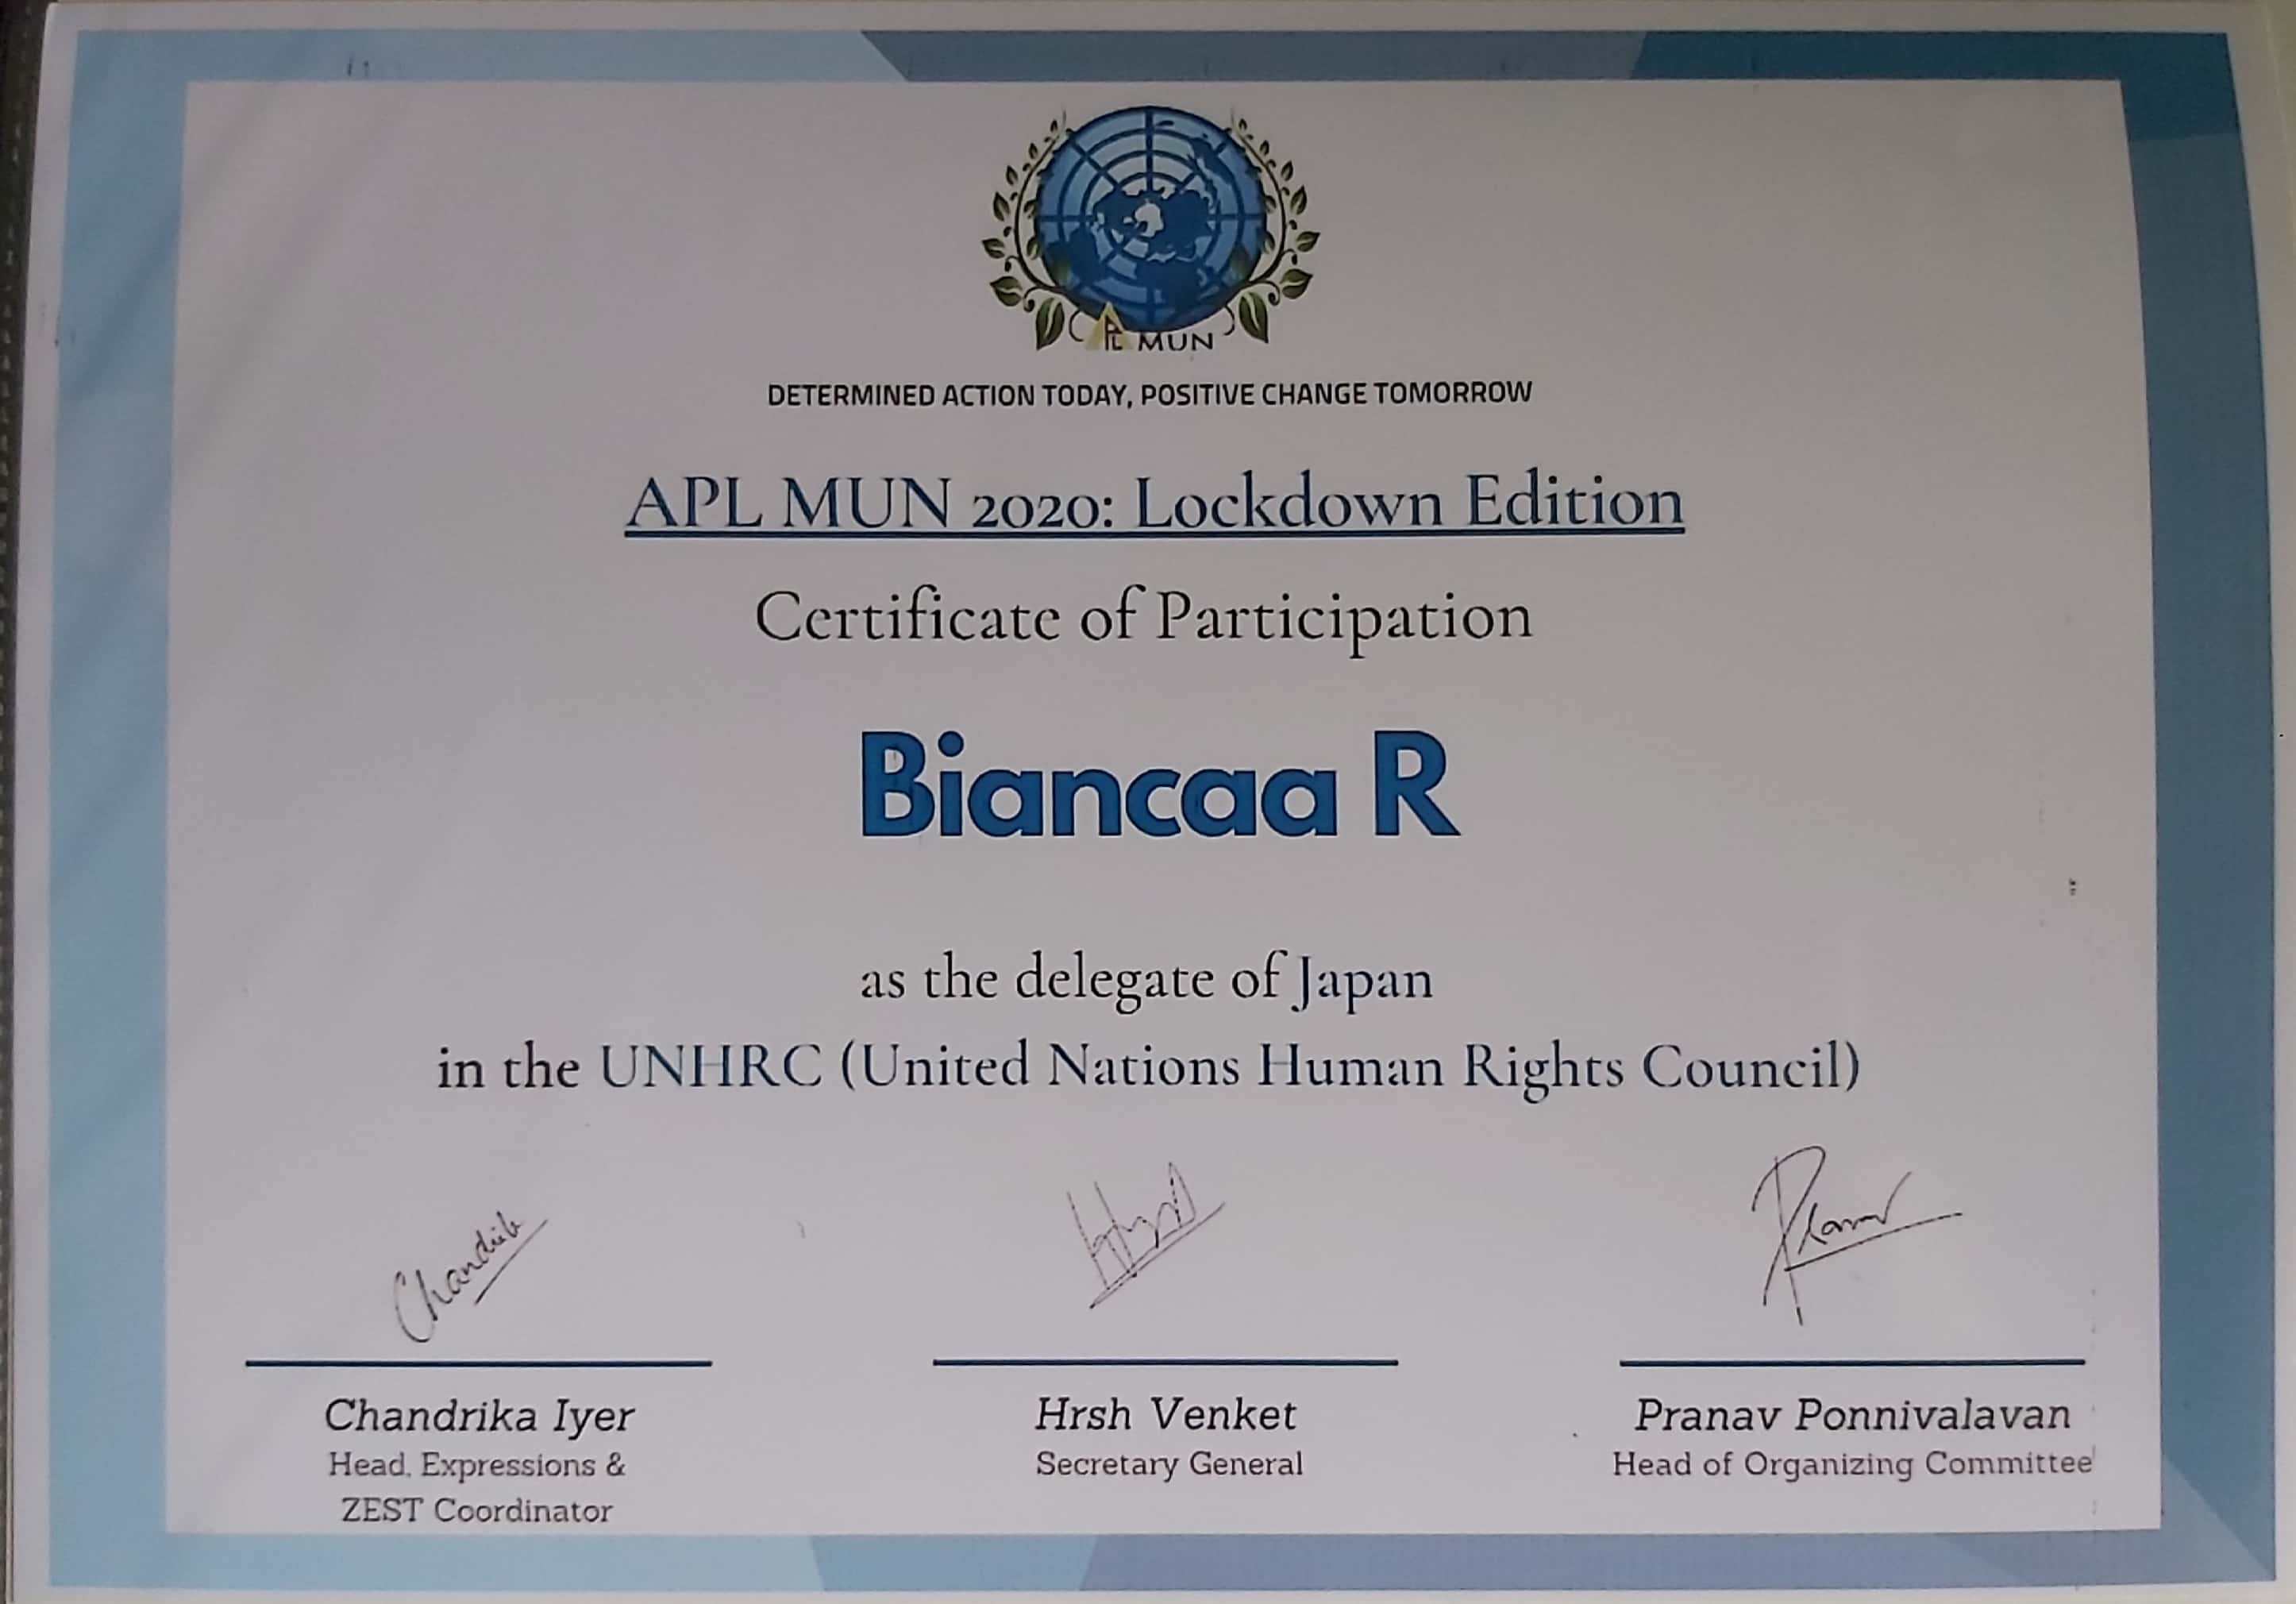 APL MUN
DETERMINED ACTION TODAY, POSITIVE CHANGE TOMORROW
APL MUN 2020: Lockdown Edition
Certificate of Participation
Biancaa R
as the delegate of Japan
in the UNHRC (United Nations Human Rights Council)
Chandrika Iyer
Head, Expressions &
ZEST Coordinator
Hrsh Venket
Secretary General
Pranav Ponnivalavan
Head of Organizing Committee